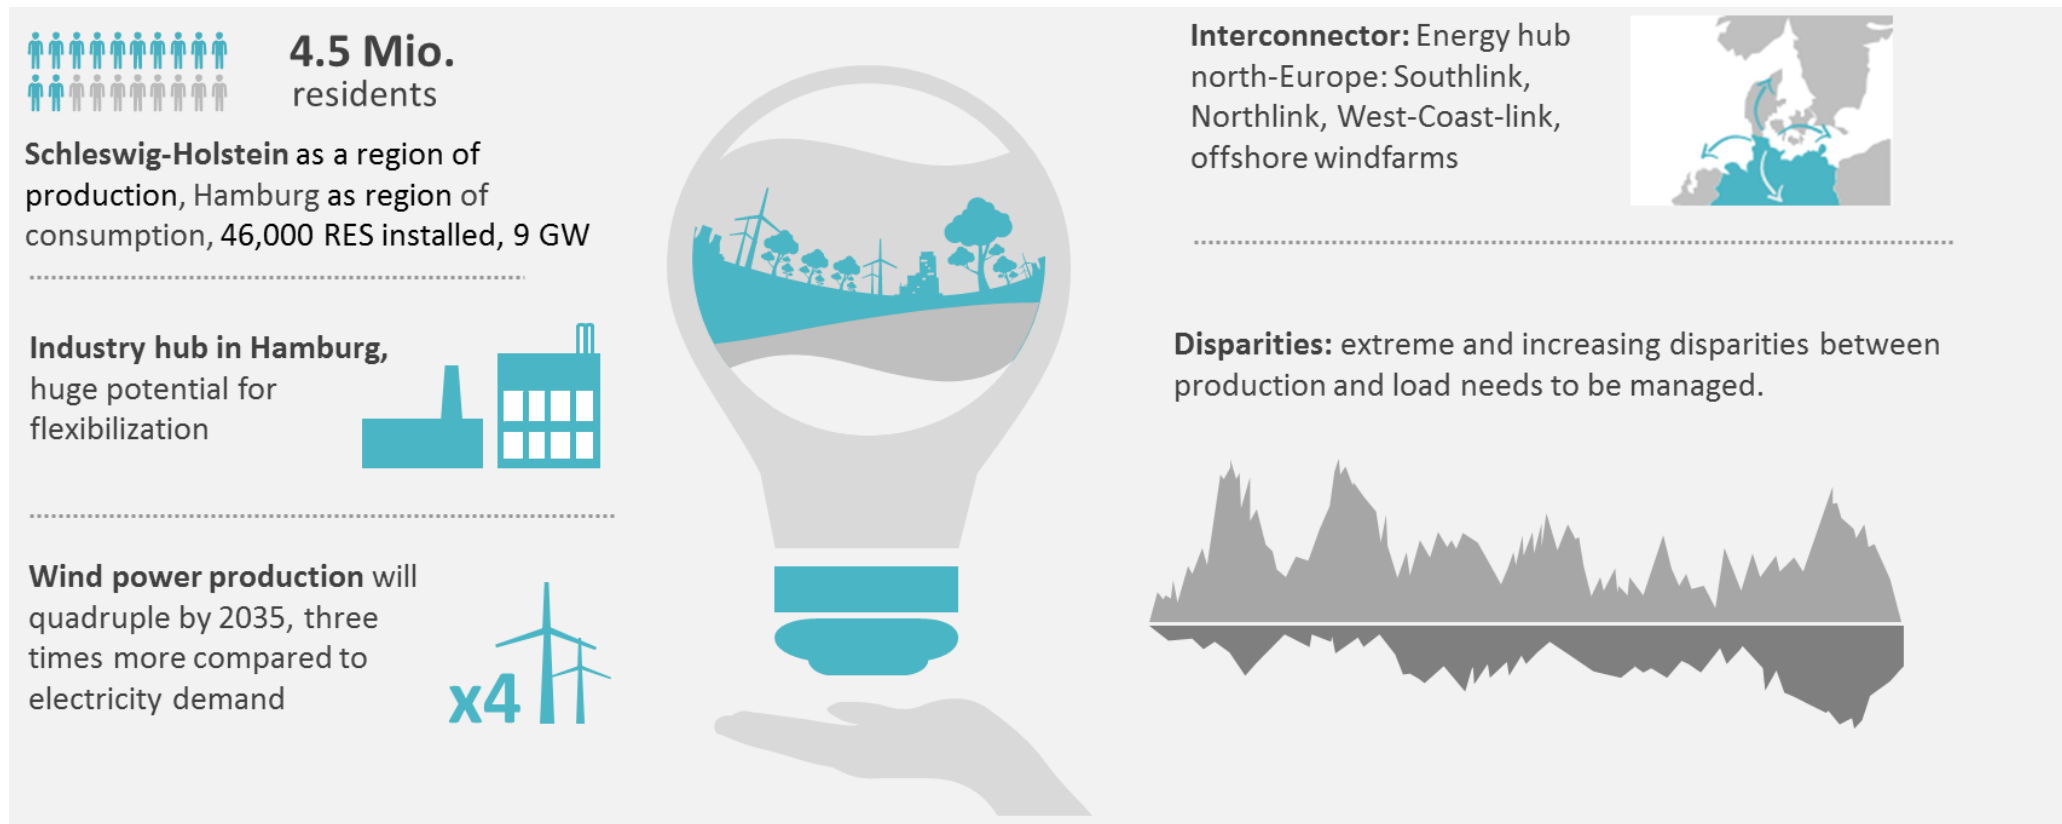 4.5 Mio.
residents
Schleswig-Holstein as a region of
production, Hamburg as region of
consumption, 46,000 RES installed, 9 GW
Industry hub in Hamburg,
huge potential for
flexibilization
Wind power production will
quadruple by 2035, three
times more compared to
electricity demand
x4
Interconnector: Energy hub
north-Europe: Southlink,
Northlink, West-Coast-link,
offshore windfarms
Disparities: extreme and increasing disparities between
production and load needs to be managed.